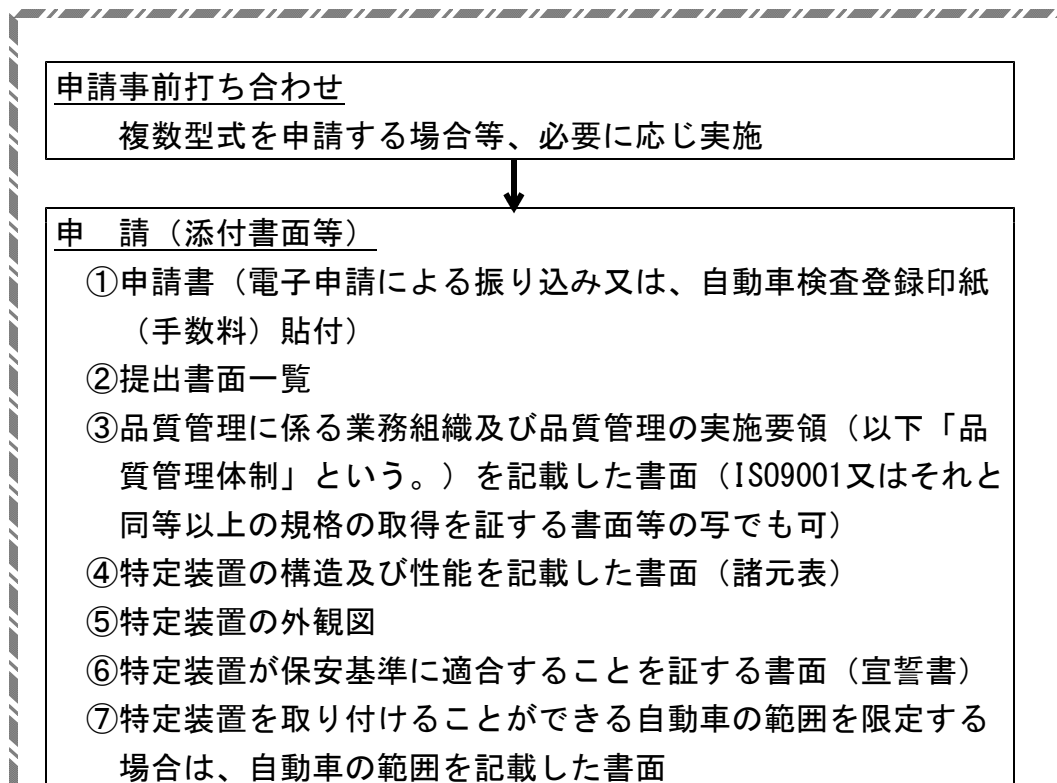 申請事前打ち合わせ
複数型式を申請する場合等、必要に応じ実施
申　請（添付書面等）
①申請書（電子申請による振り込み又は、自動車検査登録印紙
（手数料）貼付）
②提出書面一覧
③品質管理に係る業務組織及び品質管理の実施要領（以下「品
質管理体制」という。）を記載した書面（ISO9001又はそれと
同等以上の規格の取得を証する書面等の写でも可）
④特定装置の構造及び性能を記載した書面（諸元表）
⑤特定装置の外観図
⑥特定装置が保安基準に適合することを証する書面（宣誓書）
⑦特定装置を取り付けることができる自動車の範囲を限定する
場合は、自動車の範囲を記載した書面